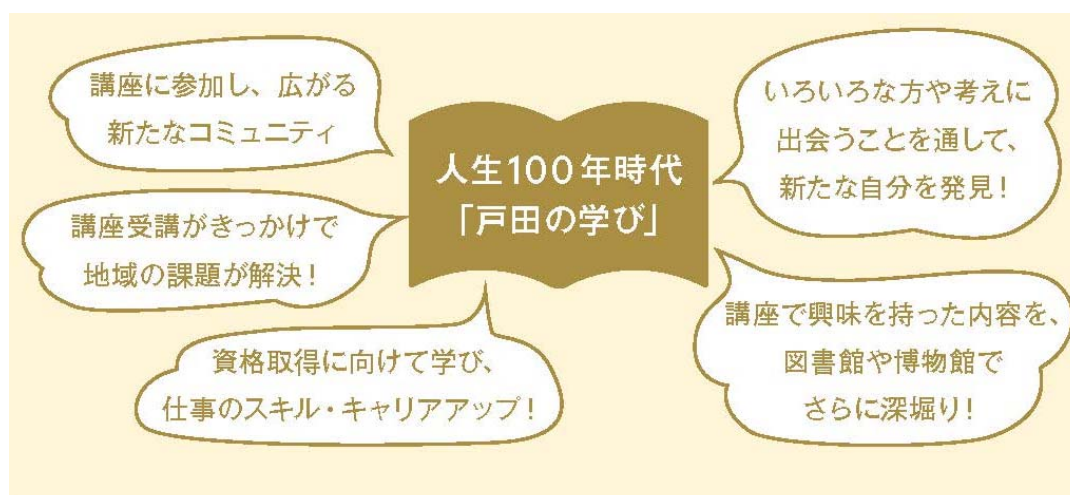 講座に参加し、広がる
新たなコミュニティ
人生100年時代
「戸田の学び」
いろいろな方や考えに
出会うことを通して、
新たな自分を発見！
講座受講がきっかけで
地域の課題が解決！
資格取得に向けて学び、
仕事のスキル・キャリアアップ！
講座で興味を持った内容を、
図書館や博物館で
さらに深堀り！